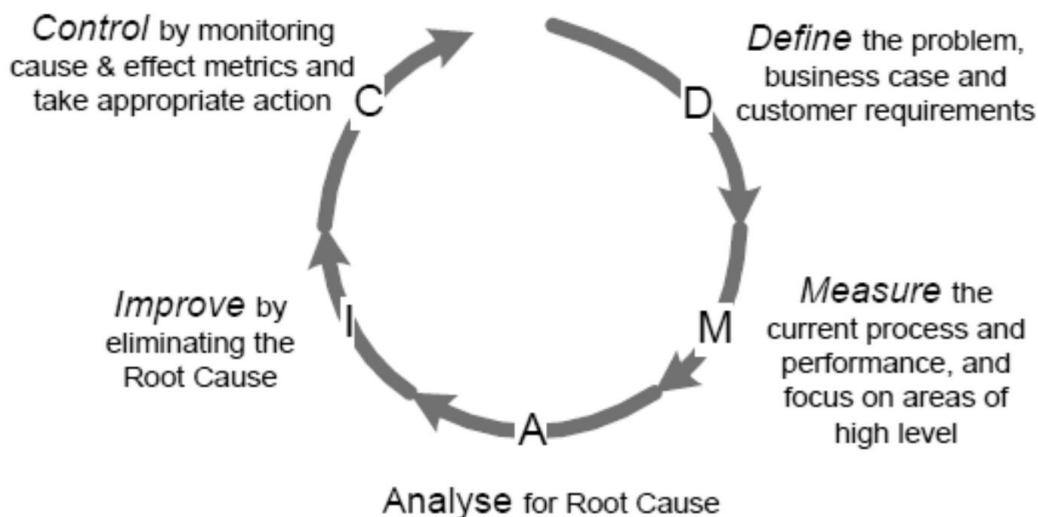 Control by monitoring
cause & effect metrics and
take appropriate action
C
Define the problem,
business case and
customer requirements
D
Measure the
current process and
performance, and
focus on areas of
high level
M
A
Analyse for Root Cause
Improve by
eliminating the
Root Cause
I